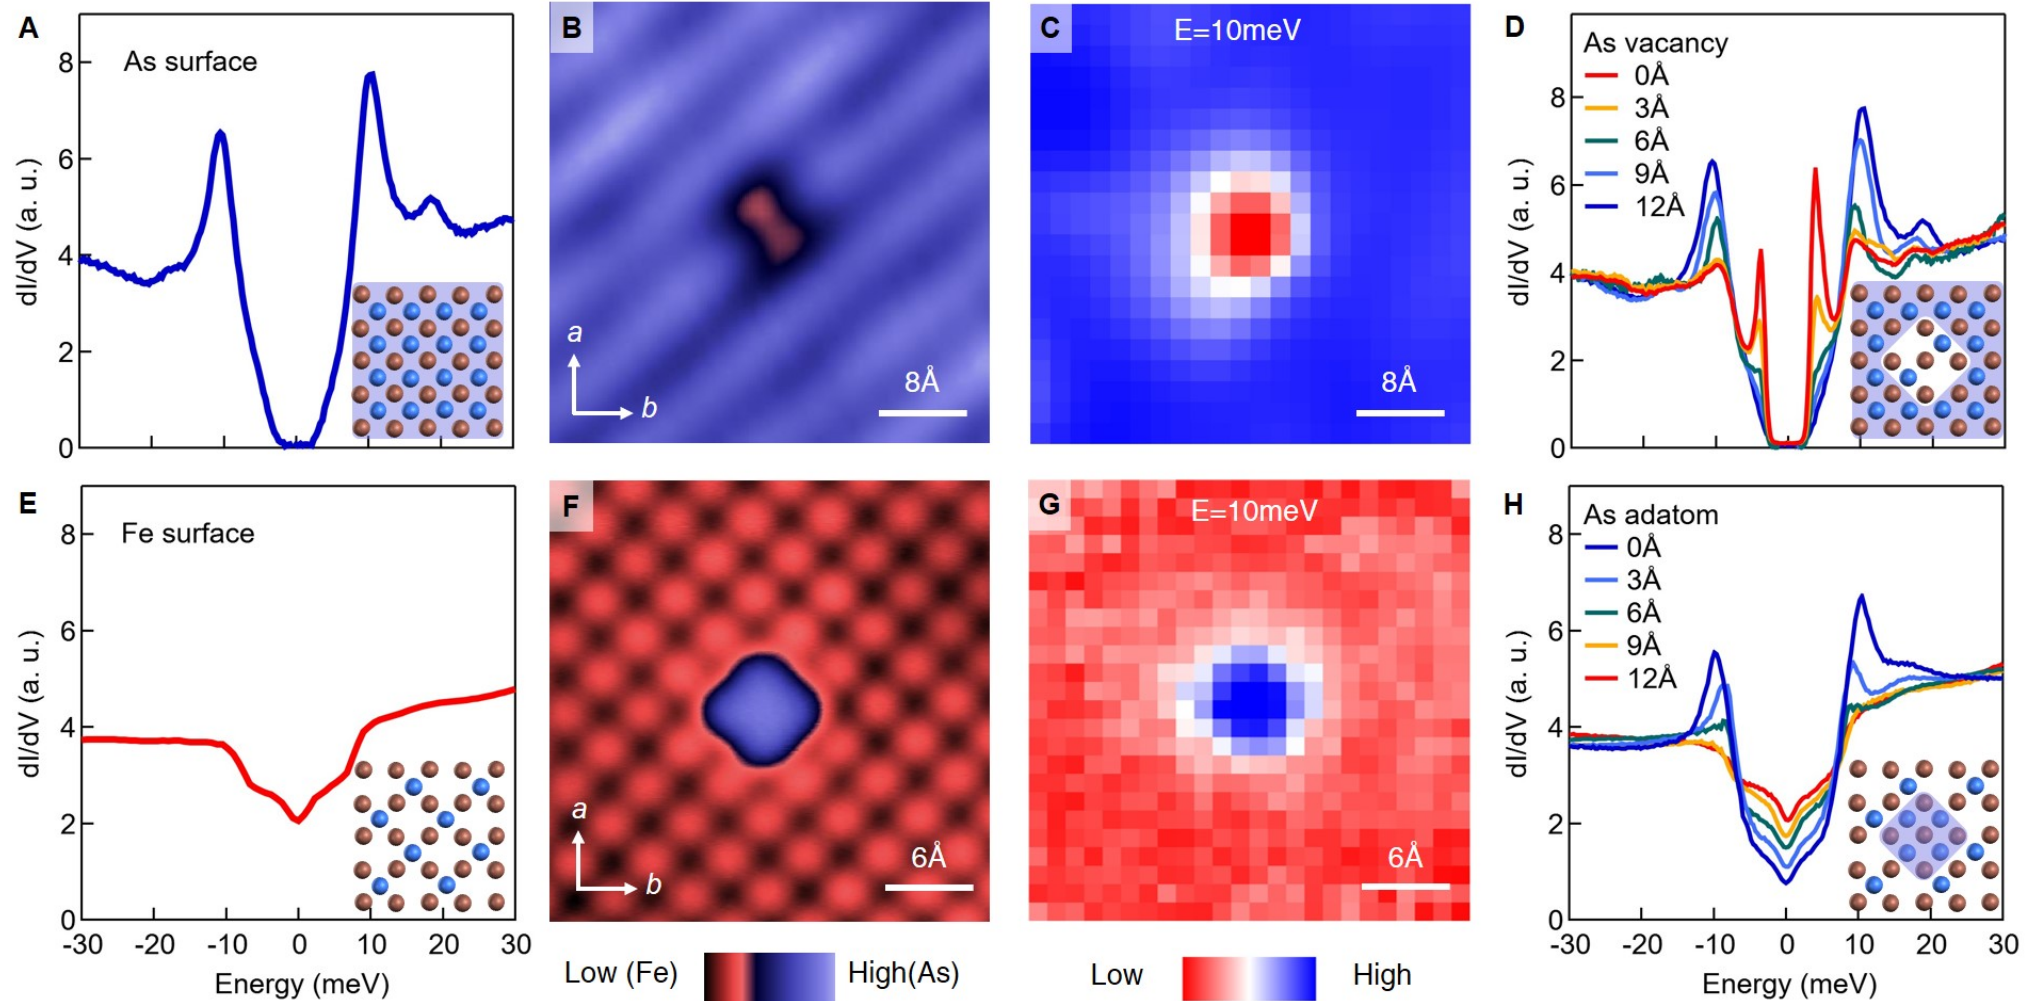 A
As surface
dI/dV (a. u.)
8
6
4
2
0
B
a
b
8Å
C
E=10meV
8Å
D
As vacancy
0Å
3Å
6Å
9Å
12Å
dI/dV (a. u.)
8
6
4
2
0
E
Fe surface
dI/dV (a. u.)
8
6
4
2
0
-30 -20 -10 0 10 20 30
Energy (meV)
F
a
b
6Å
Low (Fe)
High(As)
G
E=10meV
6Å
Low
High
H
As adatom
0Å
3Å
6Å
9Å
12Å
dI/dV (a. u.)
8
6
4
2
0
-30 -20 -10 0 10 20 30
Energy (meV)